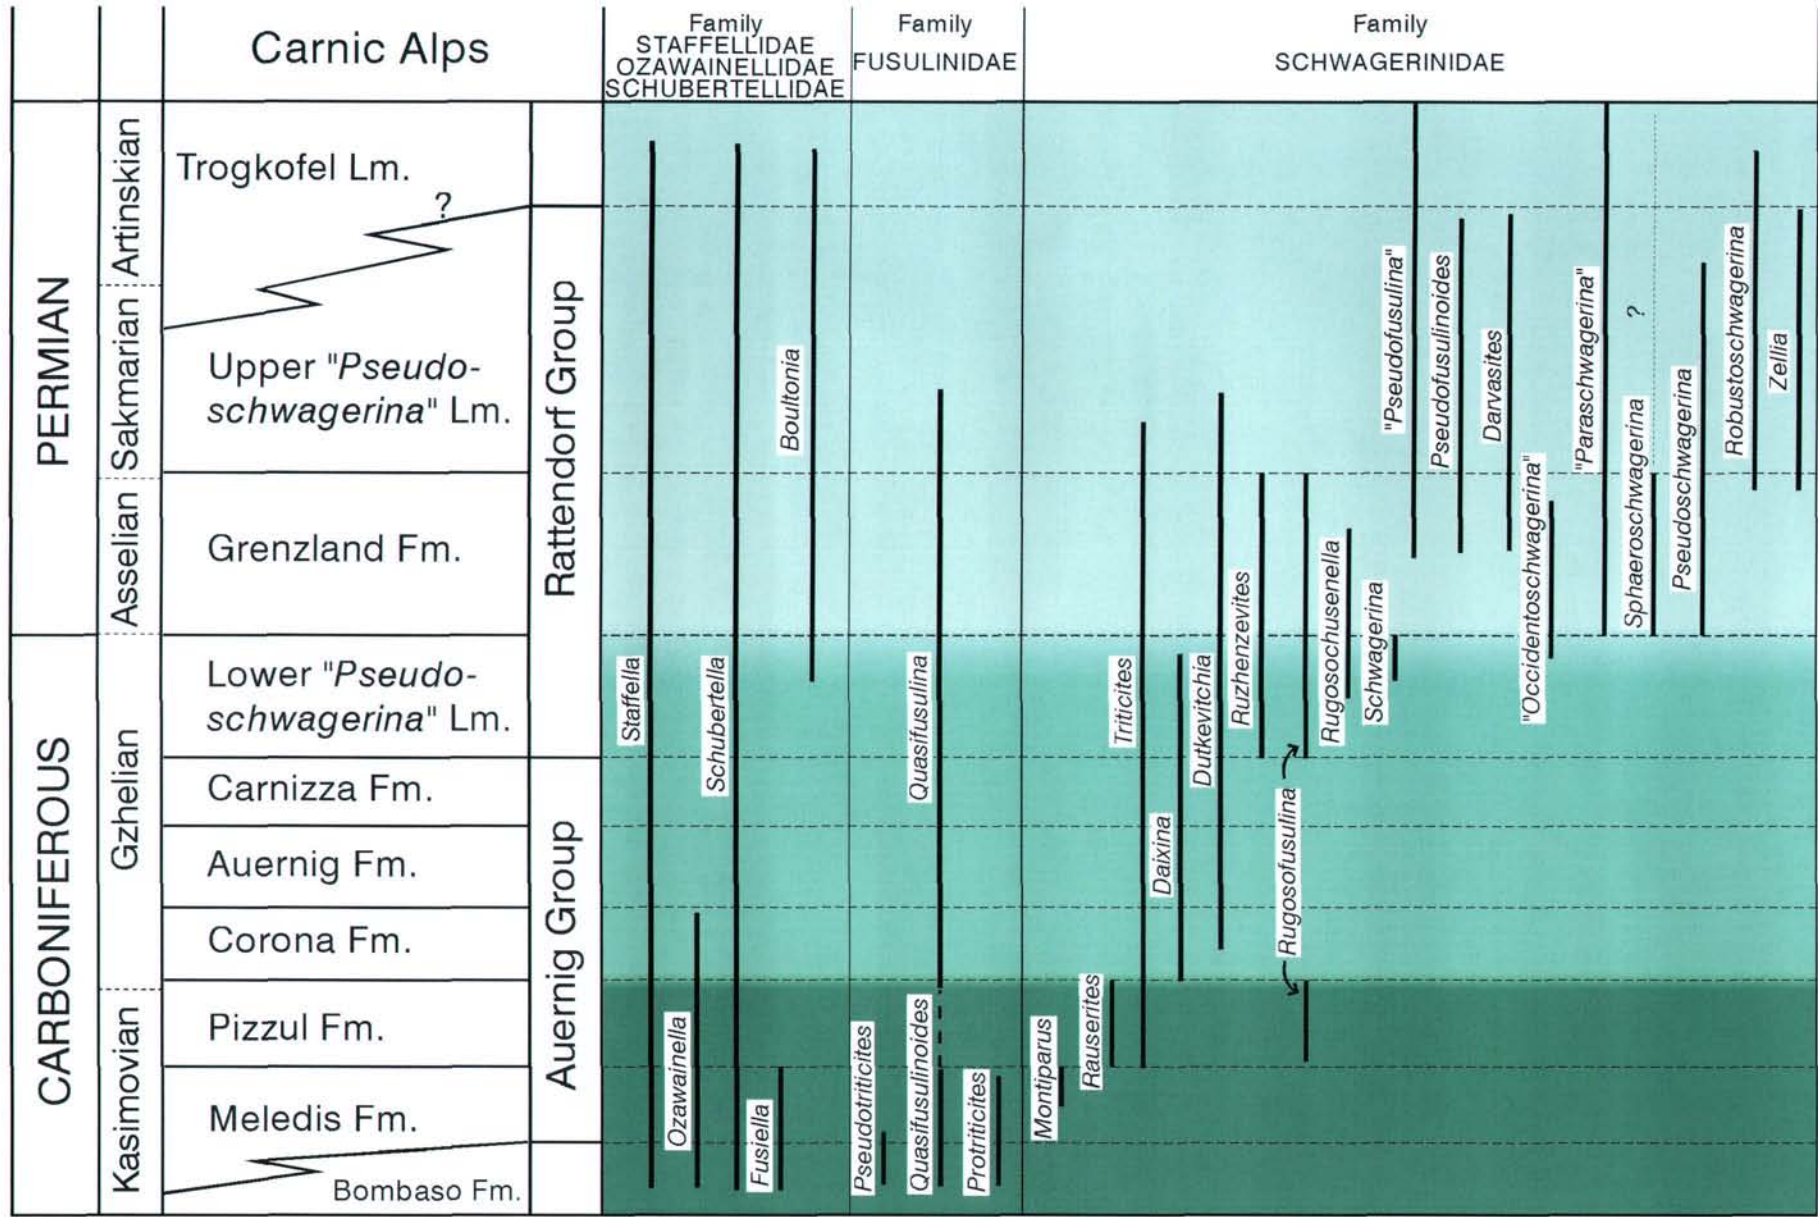 Carnic Alps
Family
STAFFELLIDAE
OZAWAINELLIDAE
SCHUBERTELLIDAE
Family
FUSULINIDAE
Family
SCHWAGERINIDAE
PERMIAN
CARBONIFEROUS
Artinskian
Sakmarian
Asselian
Gzhelian
Kasimovian
Trogkofel Lm.
?
Upper "Pseudo-
schwagerina" Lm.
Grenzland Fm.
Lower "Pseudo-
schwagerina" Lm.
Carnizza Fm.
Auernig Fm.
Corona Fm.
Pizzul Fm.
Meledis Fm.
Bombaso Fm.
Rattendorf Group
Auernig Group
Staffella
Ozawainella
Schubertella
Fusiella
Boultonia
Pseudotriticites
Quasifusulina
Quasifusulinoides
Protriticites
Montiparus
Rauserites
Triticites
Daixina
Dutkevitchia
Ruzhenzevites
Rugosofusulina
Rugosochusenella
Schwagerina
"Pseudofusulina"
Pseudofusulinoides
Darvasites
"Occidentoschwagerina"
"Paraschwagerina"
Sphaeroschwagerina
?
Pseudoschwagerina
Robustoschwagerina
Zellia